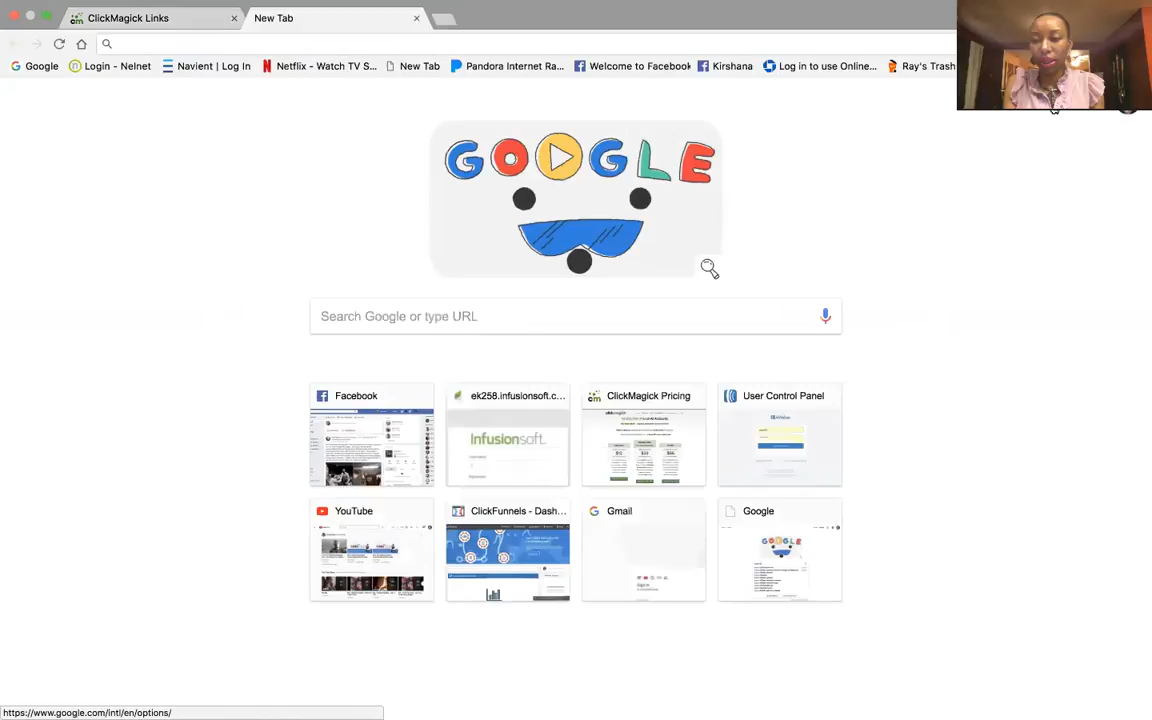 ClickMagick Links
New Tab
Google
Login - Nelnet
Navient | Log In
Netflix - Watch TV S...
New Tab
Pandora Internet Ra...
Welcome to Facebook
Kirshana
Log in to use Online...
Ray's Trash
GOOGLE
Search Google or type URL
Facebook
ek258.infusionsoft.c...
ClickMagick Pricing
User Control Panel
Infusionsoft.
YouTube
ClickFunnels - Dash...
Gmail
Google
GOOGLE
https://www.google.com/intl/en/options/